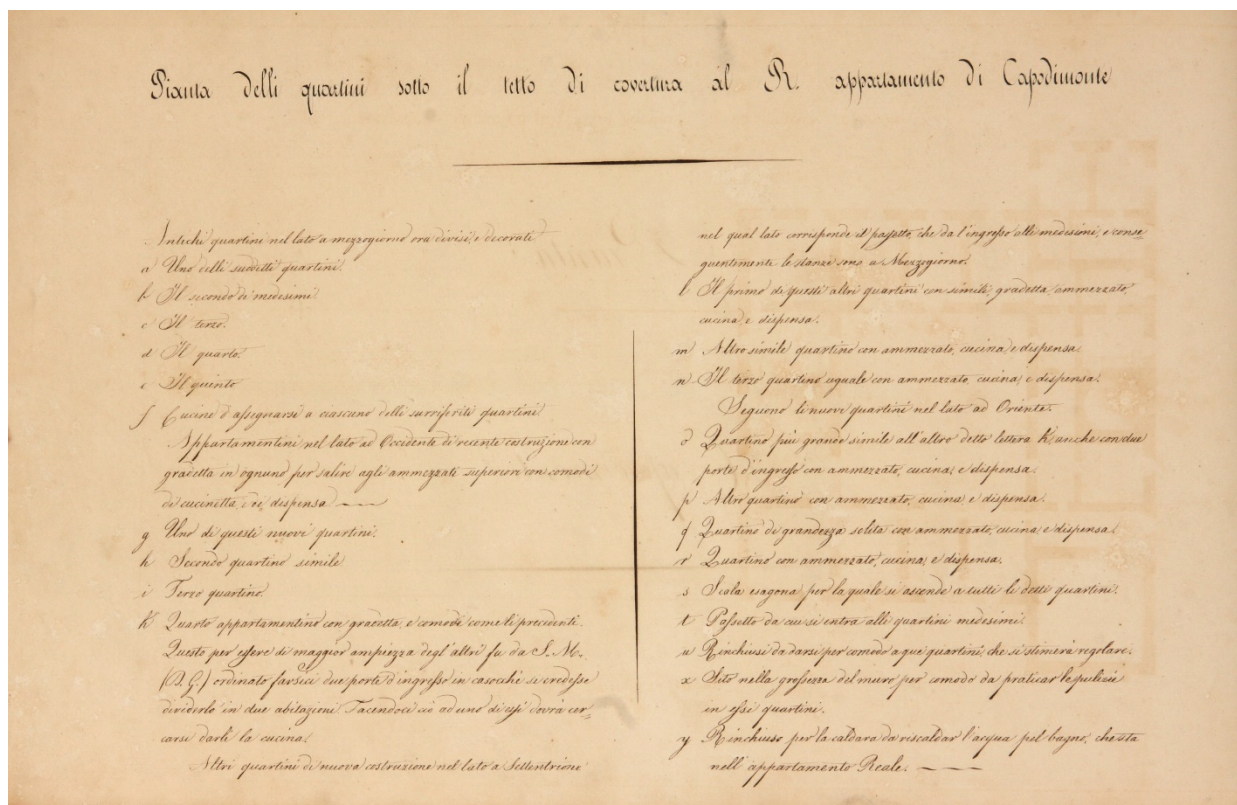 Pianta delli quartini sotto il tetto di covertura al R. appartamento di Capodimonte
Antichi quartini nel lato a mezzogiorno ora divisi, e decorati
a Uno delli suddetti quartini.
b Il secondo di medesimi.
c Il terzo.
d Il quarto.
e Il quinto
f Cucine d'assegnarsi a ciascuno delli surriferiti quartini
Appartamentini nel lato ad Occidente di recente costruzione con
gradetta in ognuno per salire agli ammezzati superiori con comodi
di cucinetta, e dispensa
g Uno di questi nuovi quartini.
h Secondo quartino simile
i Terzo quartino
K Quarto appartamentino con gradetta, e comodi come li precedenti.
Questo per essere di maggior ampiezza degl'altri fu da S. M.
(D. G.) ordinato farsici due porte d'ingresso in casocchè si credesse
dividerlo in due abitazioni. Facendoci ciò ad uno di essi dovrà cer-
carsi darli la cucina.
Altri quartini di nuova costruzione nel lato a Settentrione
nel qual lato corrisponde il passetto, che da l'ingresso alli medesimi, e conse-
guentemente le stanze sono a Mezzogiorno.
l Il primo di questi altri quartini con simili gradetta, ammezzato,
cucina, e dispensa.
m Altro simile quartino con ammezzato, cucina, e dispensa.
n Il terzo quartino uguale con ammezzato, cucina, e dispensa.
Seguono li nuovi quartini nel lato ad Oriente.
o Quartino più grande simile all'altro detto lettera K anche con due
porte d'ingresso con ammezzato, cucina, e dispensa.
p Altro quartino con ammezzato, cucina, e dispensa.
q Quartino di grandezza solita con ammezzato, cucina, e dispensa.
r Quartino con ammezzato, cucina, e dispensa.
s Scala esagona per la quale si ascende a tutti li detti quartini.
t Passetto da cui si entra alli quartini medesimi.
u Rinchiusi da darsi per comodo a que' quartini, che si stimerà regolare.
x Sito nella grossezza del muro per comodo da praticar le pulizie
in essi quartini.
y Rinchiuso per la caldara da riscaldar l'acqua pel bagno, che sta
nell'appartamento Reale.